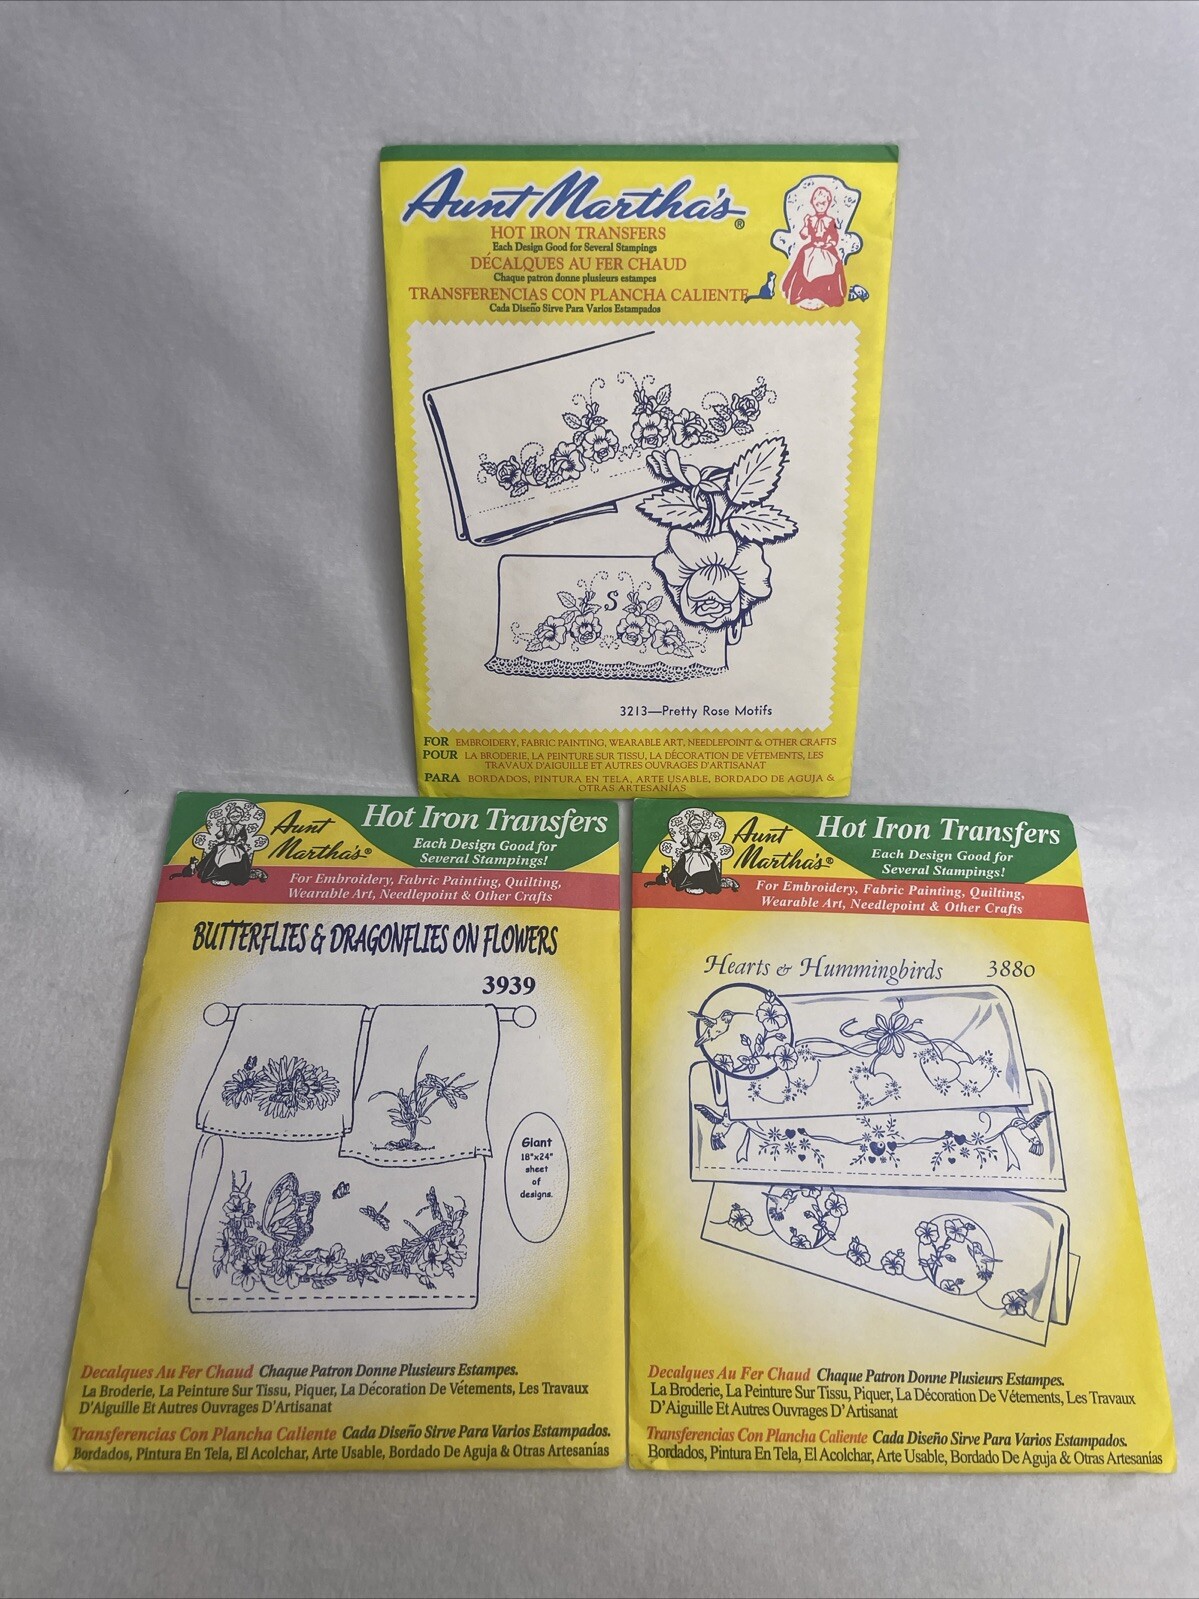 Aunt Martha's ®
HOT IRON TRANSFERS
Each Design Good for Several Stampings
DÉCALQUES AU FER CHAUD
Chaque patron donne plusieurs estampes
TRANSFERENCIAS CON PLANCHA CALIENTE
Cada Diseño Sirve Para Varios Estampados
S
3213—Pretty Rose Motifs
FOR EMBROIDERY, FABRIC PAINTING, WEARABLE ART, NEEDLEPOINT & OTHER CRAFTS
POUR LA BRODERIE, LA PEINTURE SUR TISSU, LA DÉCORATION DE VÉTEMENTS, LES
TRAVAUX D'AIGUILLE ET AUTRES OUVRAGES D'ARTISANAT
PARA BORDADOS, PINTURA EN TELA, ARTE USABLE, BORDADO DE AGUJA &
OTRAS ARTESANÍAS
Aunt
Martha's®
Hot Iron Transfers
Each Design Good for
Several Stampings!
For Embroidery, Fabric Painting, Quilting,
Wearable Art, Needlepoint & Other Crafts
BUTTERFLIES & DRAGONFLIES ON FLOWERS
3939
Giant
18"x24"
sheet
of
designs.
Decalques Au Fer Chaud Chaque Patron Donne Plusieurs Estampes.
La Broderie, La Peinture Sur Tissu, Piquer, La Décoration De Vétements, Les Travaux
D'Aiguille Et Autres Ouvrages D'Artisanat
Transferencias Con Plancha Caliente Cada Diseño Sirve Para Varios Estampados.
Bordados, Pintura En Tela, El Acolchar, Arte Usable, Bordado De Aguja & Otras Artesanías
Aunt
Martha's®
Hot Iron Transfers
Each Design Good for
Several Stampings!
For Embroidery, Fabric Painting, Quilting,
Wearable Art, Needlepoint & Other Crafts
Hearts & Hummingbirds 3880
Decalques Au Fer Chaud Chaque Patron Donne Plusieurs Estampes.
La Broderie, La Peinture Sur Tissu, Piquer, La Décoration De Vétements, Les Travaux
D'Aiguille Et Autres Ouvrages D'Artisanat
Transferencias Con Plancha Caliente Cada Diseño Sirve Para Varios Estampados.
Bordados, Pintura En Tela, El Acolchar, Arte Usable, Bordado De Aguja & Otras Artesanías